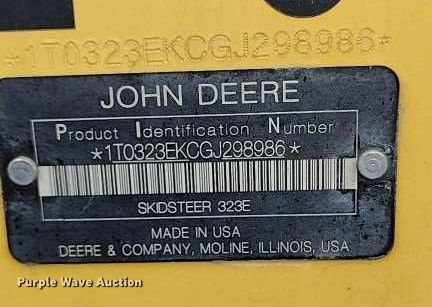 *1T0323EKCGJ298986*
JOHN DEERE
Product Identification Number
*1T0323EKCGJ298986*
SKIDSTEER 323E
MADE IN USA
DEERE & COMPANY, MOLINE, ILLINOIS, USA
Purple Wave Auction